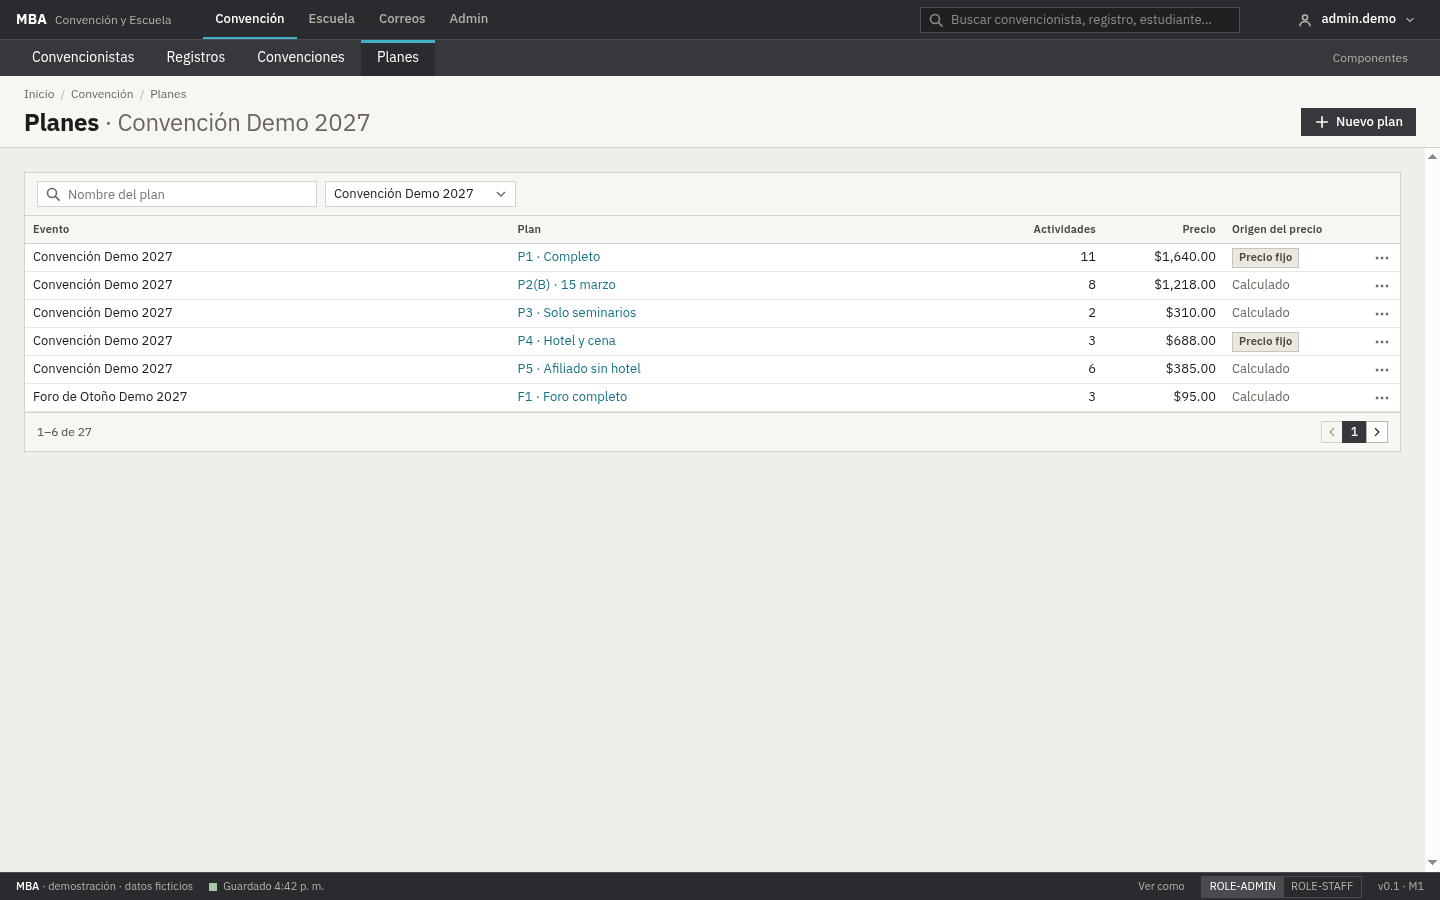 MBA Convención y Escuela Convención Escuela Correos Admin Buscar convencionista, registro, estudiante... admin.demo
Convencionistas Registros Convenciones Planes Componentes
Inicio / Convención / Planes
Planes · Convención Demo 2027 Nuevo plan
Nombre del plan Convención Demo 2027
Evento Plan Actividades Precio Origen del precio
Convención Demo 2027 P1 · Completo 11 $1,640.00 Precio fijo
Convención Demo 2027 P2(B) · 15 marzo 8 $1,218.00 Calculado
Convención Demo 2027 P3 · Solo seminarios 2 $310.00 Calculado
Convención Demo 2027 P4 · Hotel y cena 3 $688.00 Precio fijo
Convención Demo 2027 P5 · Afiliado sin hotel 6 $385.00 Calculado
Foro de Otoño Demo 2027 F1 · Foro completo 3 $95.00 Calculado
1–6 de 27 1
MBA · demostración · datos ficticios Guardado 4:42 p. m. Ver como ROLE-ADMIN ROLE-STAFF v0.1 · M1